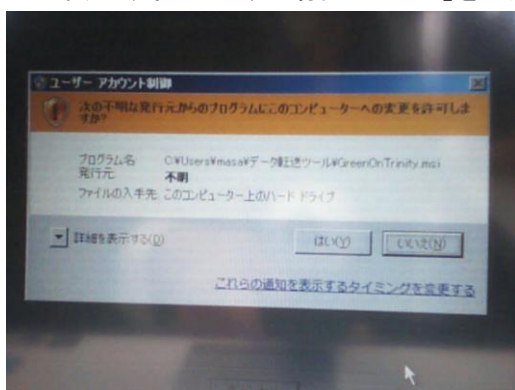 ユーザー アカウント制御
次の不明な発行元からのプログラムにこのコンピューターへの変更を許可しますか?
プログラム名 C:¥Users¥masa¥データ転送ツール¥GreenOnTrinity.msi
発行元 不明
ファイルの入手先 このコンピューター上のハード ドライブ
詳細を表示する(D)
はい(Y)
いいえ(N)
これらの通知を表示するタイミングを変更する